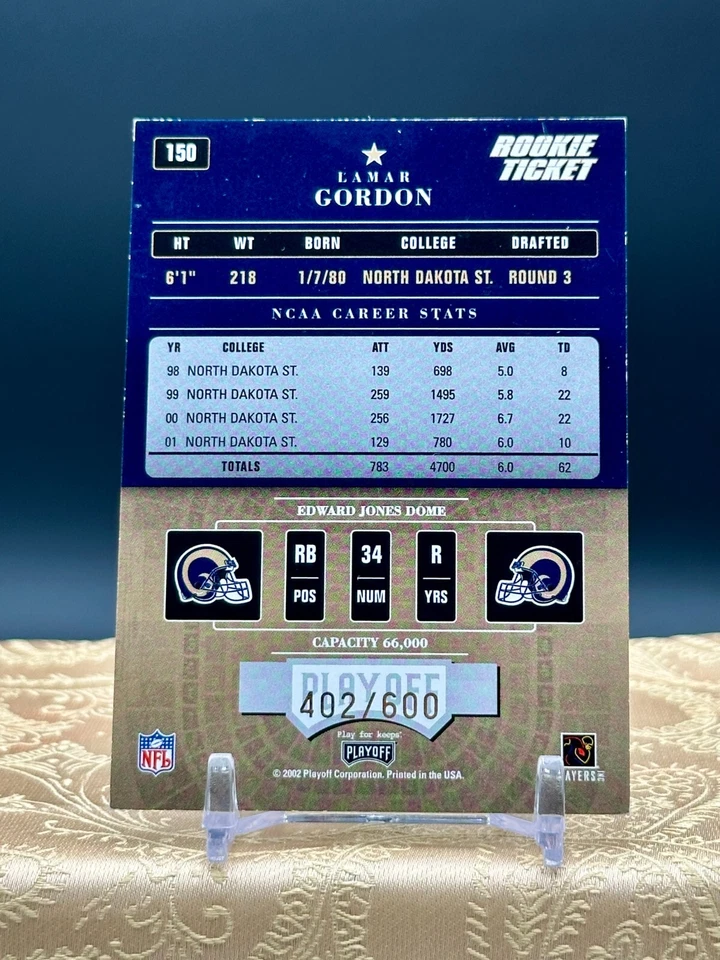 150
ROOKIE
TICKET
LAMAR
GORDON
HT WT BORN COLLEGE DRAFTED
6'1" 218 1/7/80 NORTH DAKOTA ST. ROUND 3
NCAA CAREER STATS
YR COLLEGE ATT YDS AVG TD
98 NORTH DAKOTA ST. 139 698 5.0 8
99 NORTH DAKOTA ST. 259 1495 5.8 22
00 NORTH DAKOTA ST. 256 1727 6.7 22
01 NORTH DAKOTA ST. 129 780 6.0 10
TOTALS 783 4700 6.0 62
EDWARD JONES DOME
RB 34 R
POS NUM YRS
CAPACITY 66,000
PLAYOFF
402/600
Play for keeps
PLAYOFF
NFL
© 2002 Playoff Corporation. Printed in the USA.